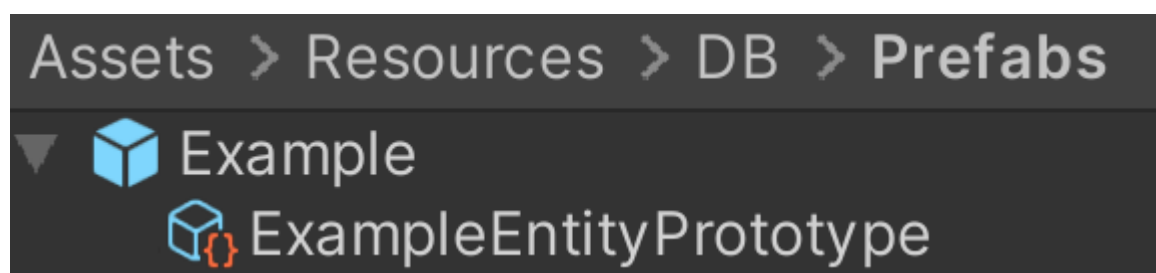 Assets > Resources > DB > Prefabs
Example
ExampleEntityPrototype